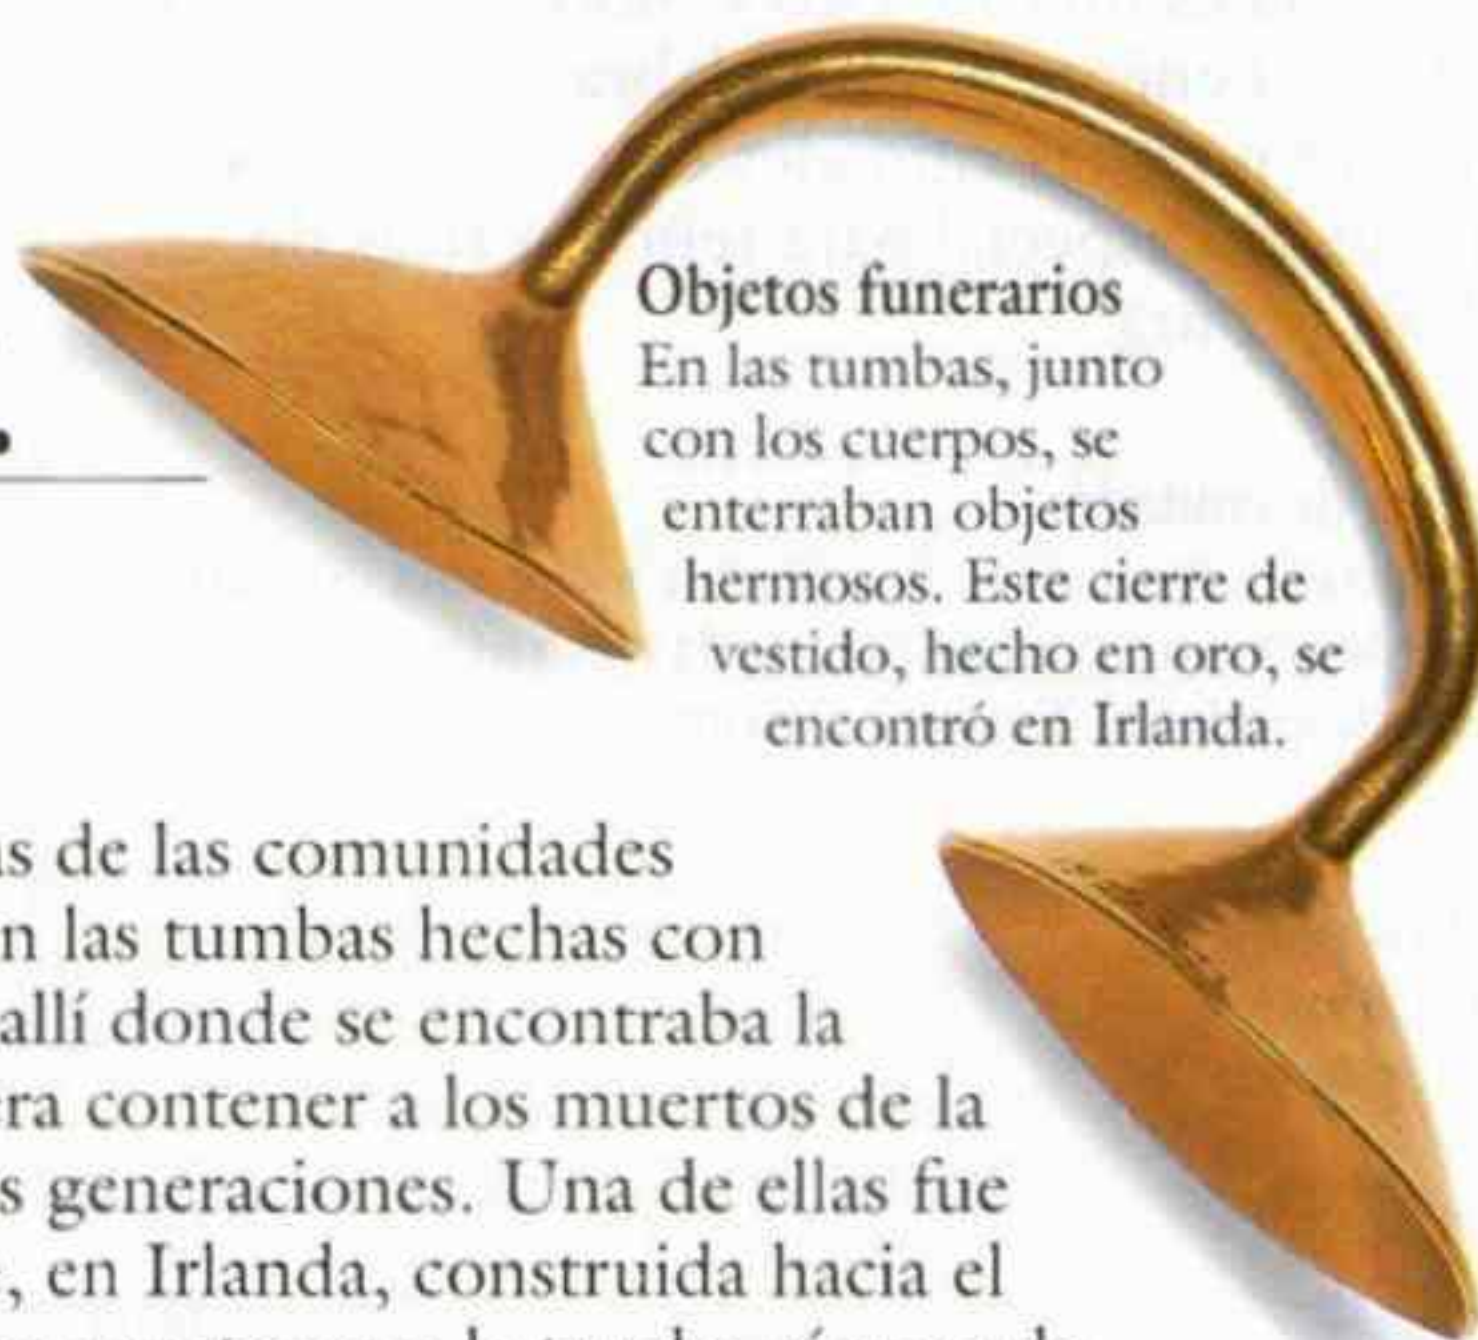 Objetos funerarios
En las tumbas, junto
con los cuerpos, se
enterraban objetos
hermosos. Este cierre de
vestido, hecho en oro, se
encontró en Irlanda.
de las comunidades
las tumbas hechas con
allí donde se encontraba la
contener a los muertos de la
generaciones. Una de ellas fue
en Irlanda, construida hacia el